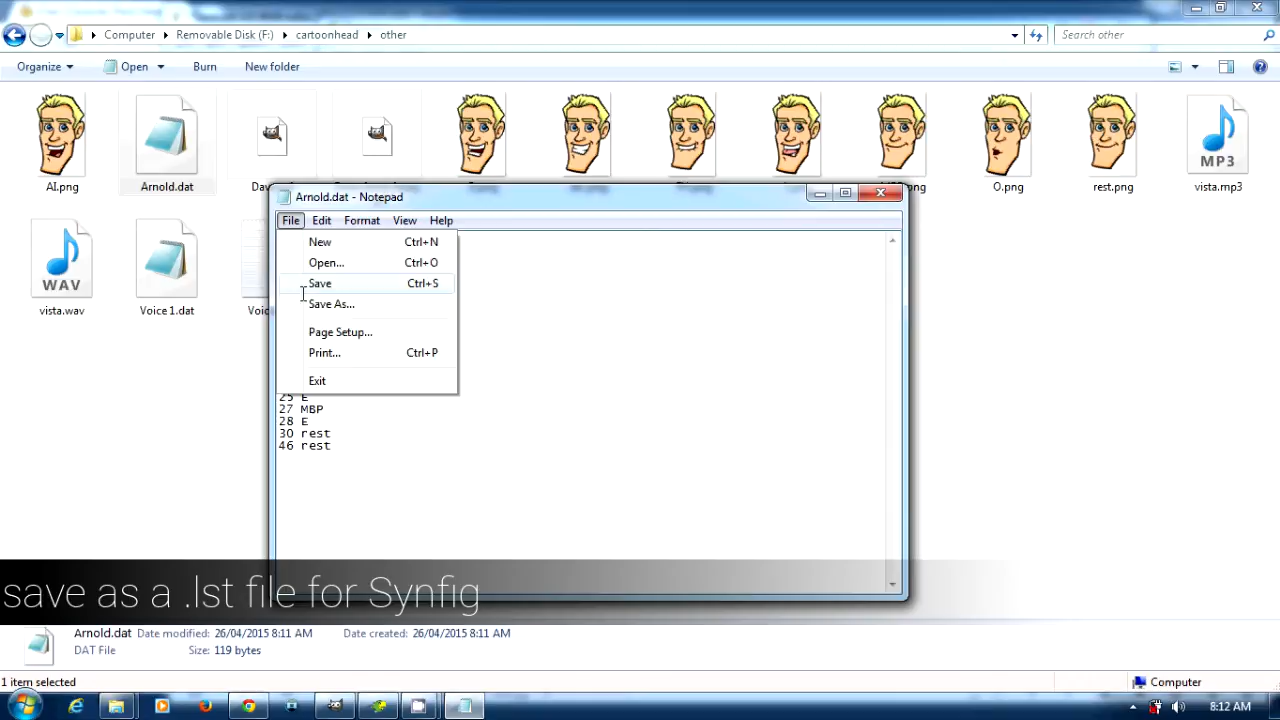 Computer
Removable Disk (F:)
cartoonhead
other
Search other
Organize
Open
Burn
New folder
AI.png
Arnold.dat
O.png
rest.png
MP3
vista.mp3
WAV
vista.wav
Voice 1.dat
Arnold.dat - Notepad
File Edit Format View Help
New Ctrl+N
Open... Ctrl+O
Save Ctrl+S
Save As...
Page Setup...
Print... Ctrl+P
Exit
25 E
27 MBP
28 E
30 rest
46 rest
save as a .lst file for Synfig
Arnold.dat Date modified: 26/04/2015 8:11 AM Date created: 26/04/2015 8:11 AM
DAT File Size: 119 bytes
1 item selected
Computer
8:12 AM